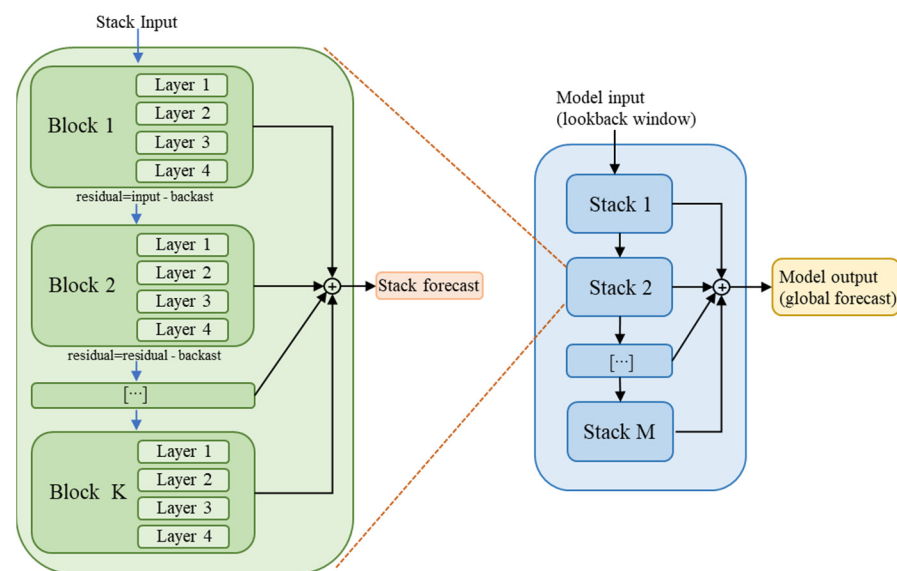 Stack Input
Block 1
Layer 1
Layer 2
Layer 3
Layer 4
residual=input - backast
Block 2
Layer 1
Layer 2
Layer 3
Layer 4
residual=residual - backast
[···]
Block K
Layer 1
Layer 2
Layer 3
Layer 4
+
Stack forecast
Model input
(lookback window)
Stack 1
Stack 2
[···]
Stack M
+
Model output
(global forecast)